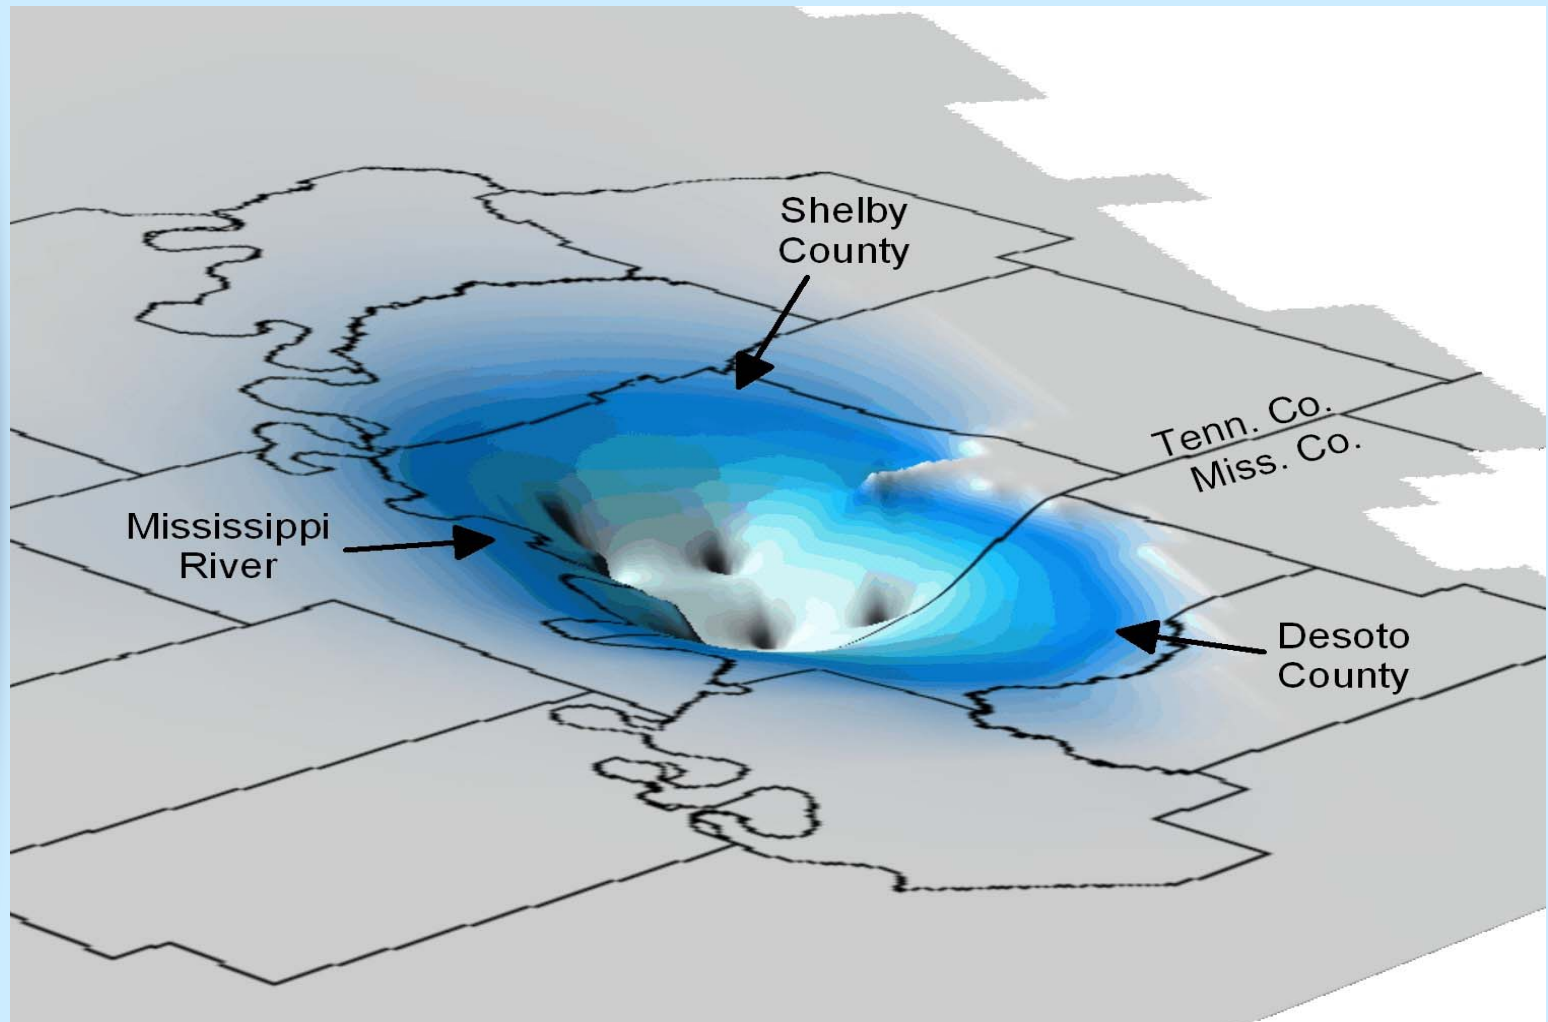 Shelby
County
Tenn. Co.
Miss. Co.
Mississippi
River
Desoto
County